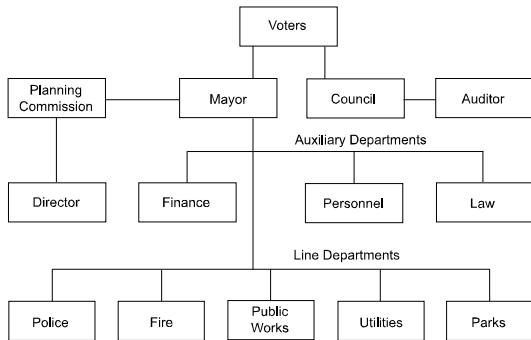 Voters
Planning
Commission
Mayor
Council
Auditor
Auxiliary Departments
Director
Finance
Personnel
Law
Line Departments
Police
Fire
Public
Works
Utilities
Parks